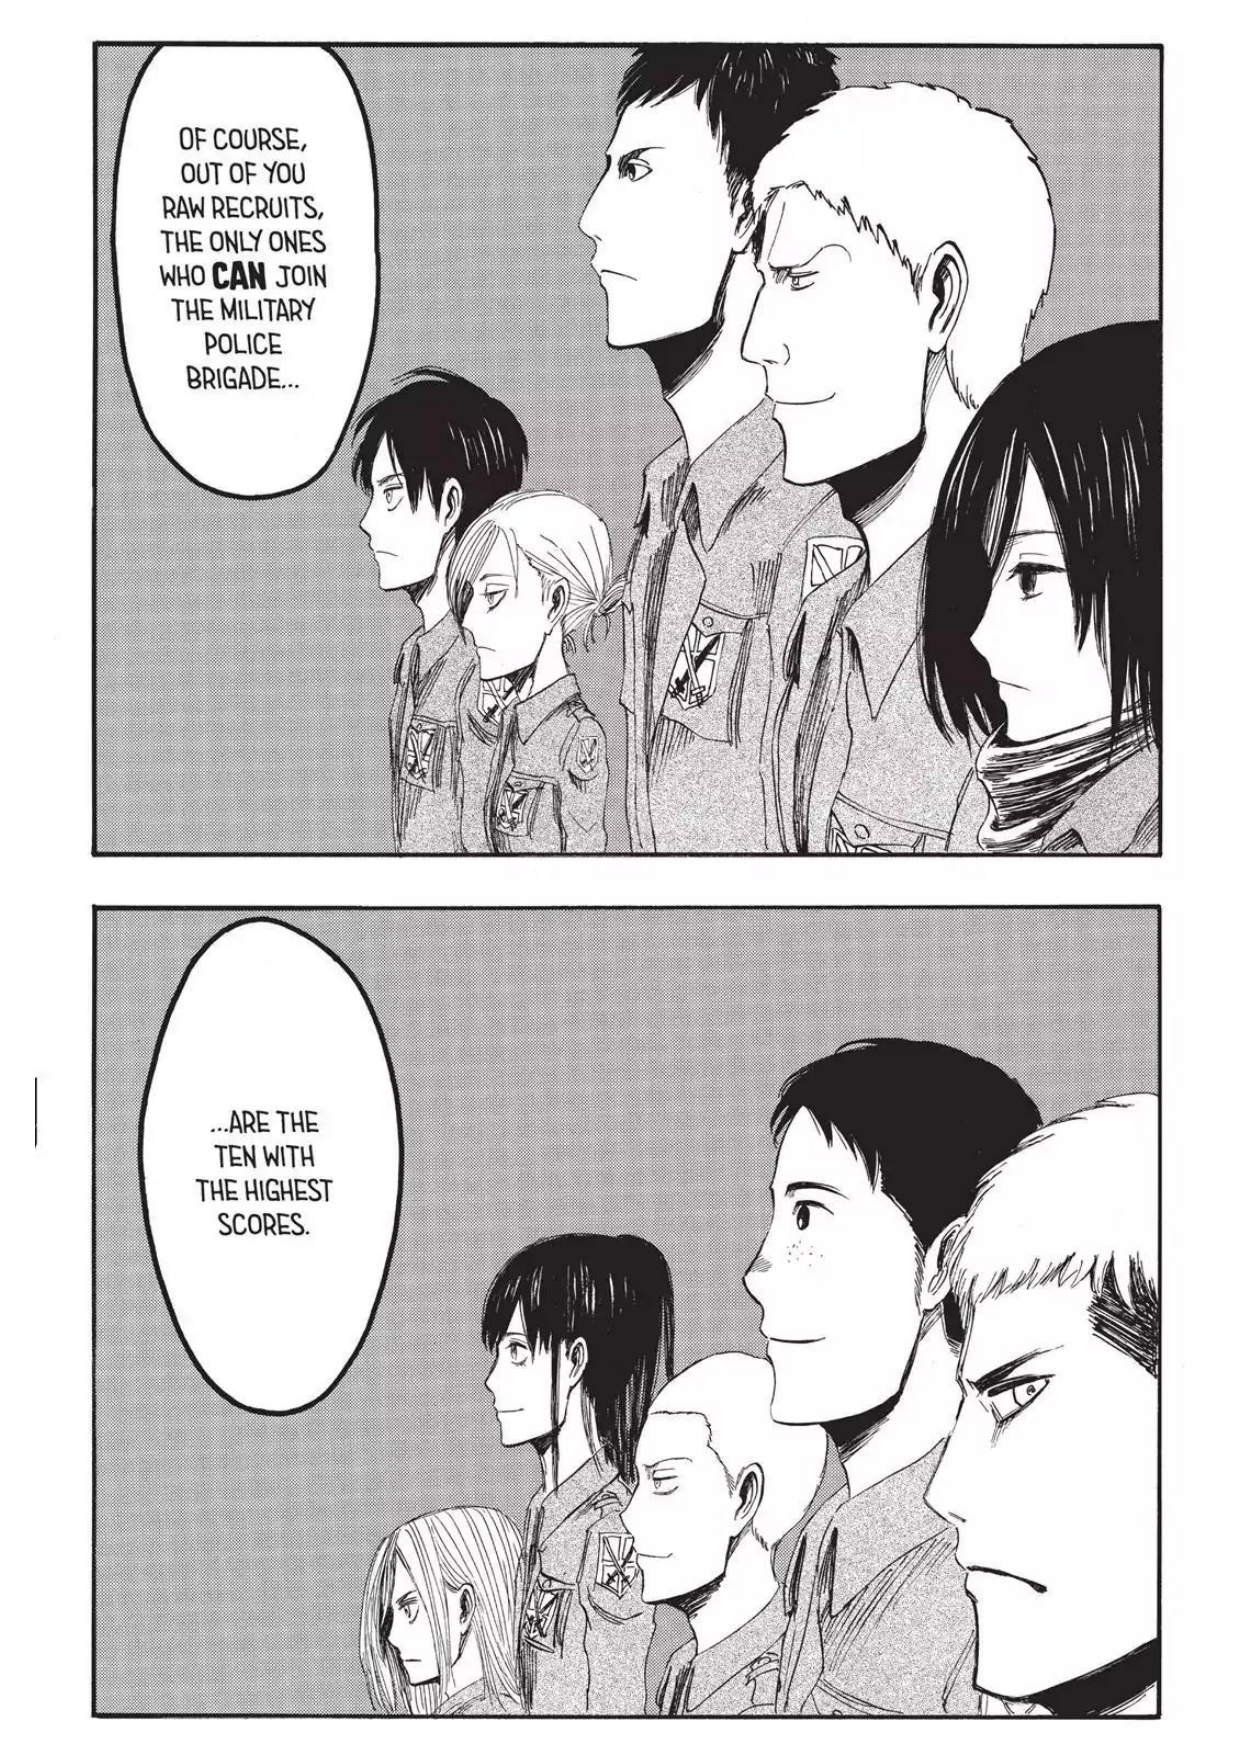 OF COURSE,
OUT OF YOU
RAW RECRUITS,
THE ONLY ONES
WHO CAN JOIN
THE MILITARY
POLICE
BRIGADE...
...ARE THE
TEN WITH
THE HIGHEST
SCORES.